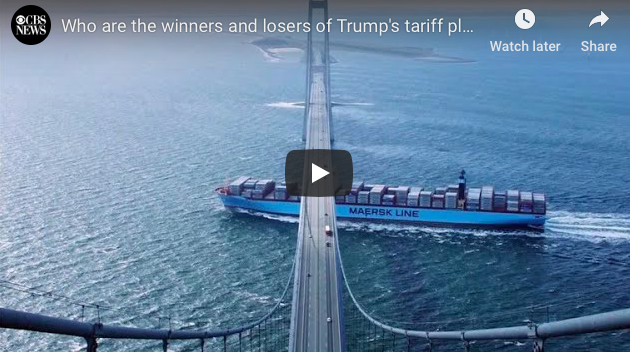 CBS
NEWS
Who are the winners and losers of Trump's tariff pl...
Watch later
Share
MAERSK LINE